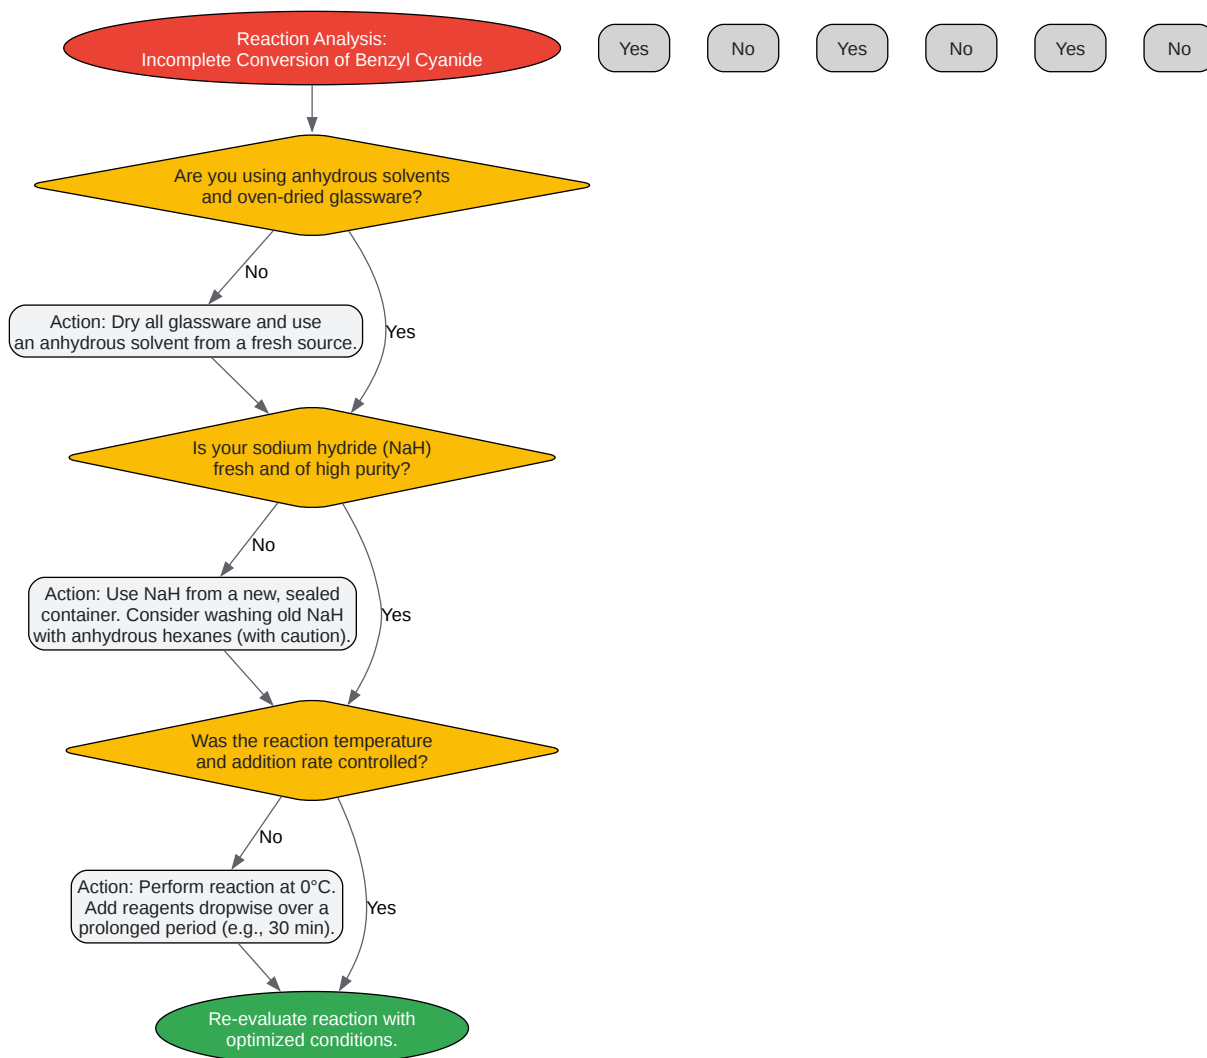 Reaction Analysis:
Incomplete Conversion of Benzyl Cyanide
Yes
No
Yes
No
Yes
No
Are you using anhydrous solvents
and oven-dried glassware?
No
Action: Dry all glassware and use
an anhydrous solvent from a fresh source.
Yes
Is your sodium hydride (NaH)
fresh and of high purity?
No
Action: Use NaH from a new, sealed
container. Consider washing old NaH
with anhydrous hexanes (with caution).
Yes
Was the reaction temperature
and addition rate controlled?
No
Action: Perform reaction at 0°C.
Add reagents dropwise over a
prolonged period (e.g., 30 min).
Yes
Re-evaluate reaction with
optimized conditions.